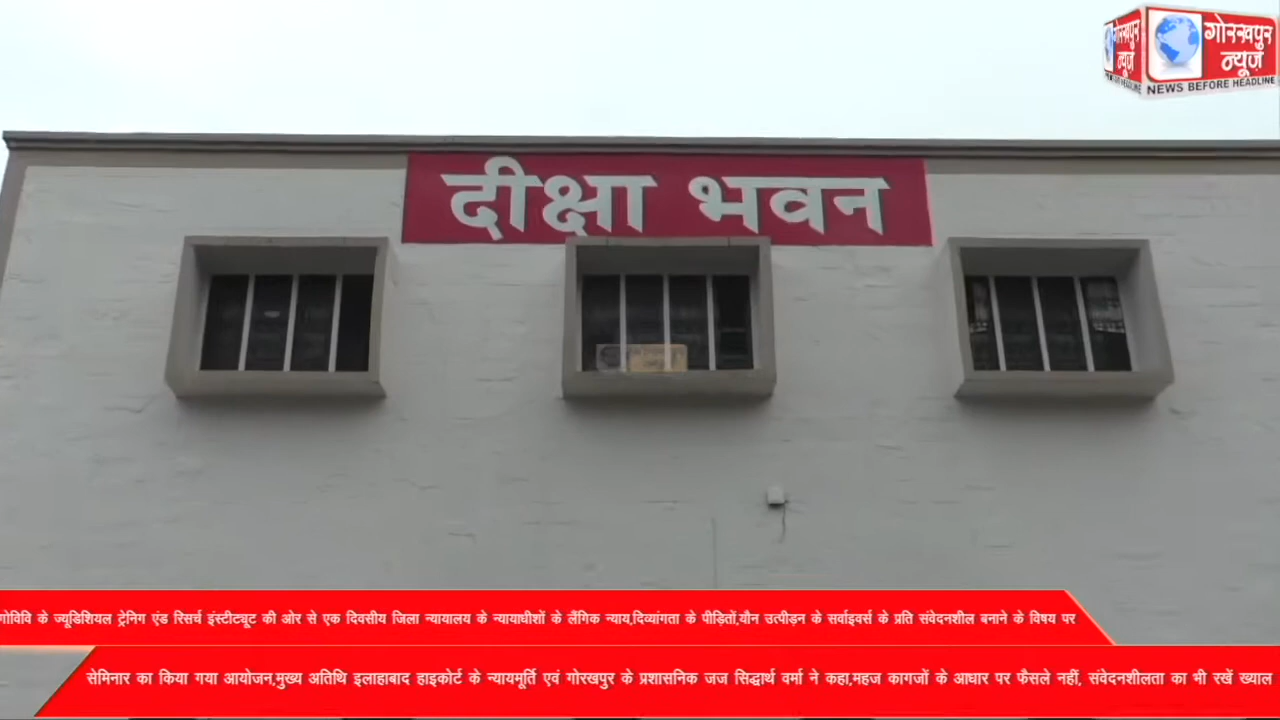 गोरखपुर
न्यूज़
NEWS BEFORE HEADLINE
गोरखपुर
न्यूज़
दीक्षा भवन
गोविवि के ज्यूडिशियल ट्रेनिग एंड रिसर्च इंस्टीट्यूट की ओर से एक दिवसीय जिला न्यायालय के न्यायाधीशों के लैंगिक न्याय,दिव्यांगता के पीड़ितों,यौन उत्पीड़न के सर्वाइवर्स के प्रति संवेदनशील बनाने के विषय पर
सेमिनार का किया गया आयोजन,मुख्य अतिथि इलाहाबाद हाइकोर्ट के न्यायमूर्ति एवं गोरखपुर के प्रशासनिक जज सिद्धार्थ वर्मा ने कहा,महज कागजों के आधार पर फैसले नहीं, संवेदनशीलता का भी रखें ख्याल